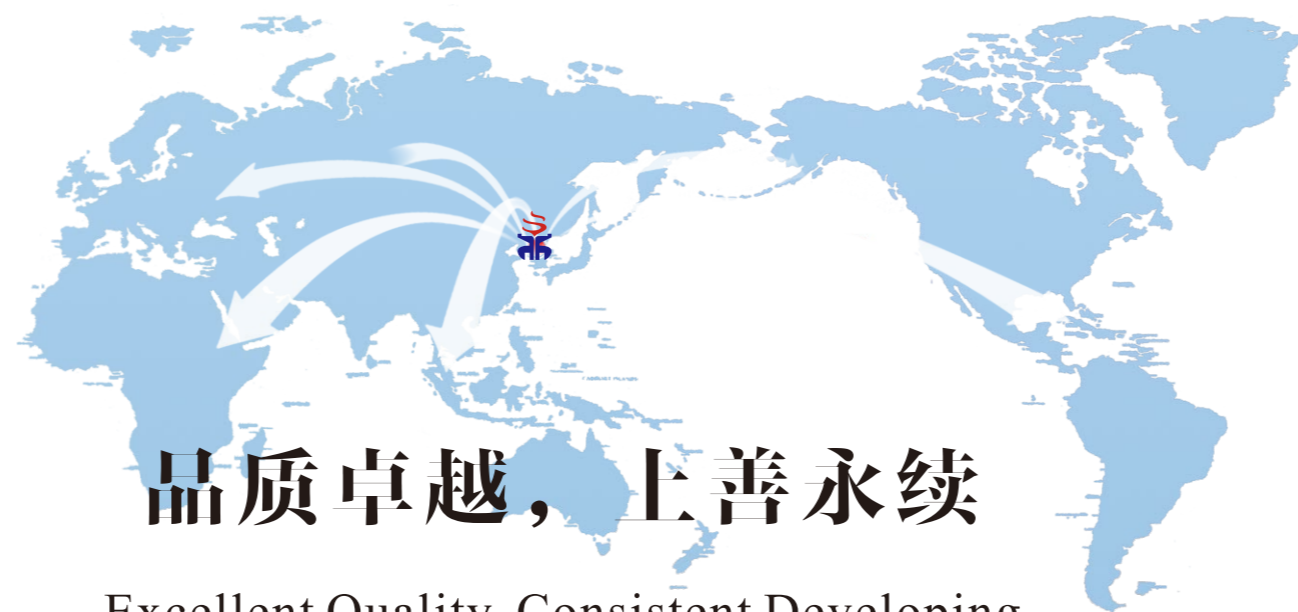 品质卓越，上善永续
Excellent Quality, Consistent Developing